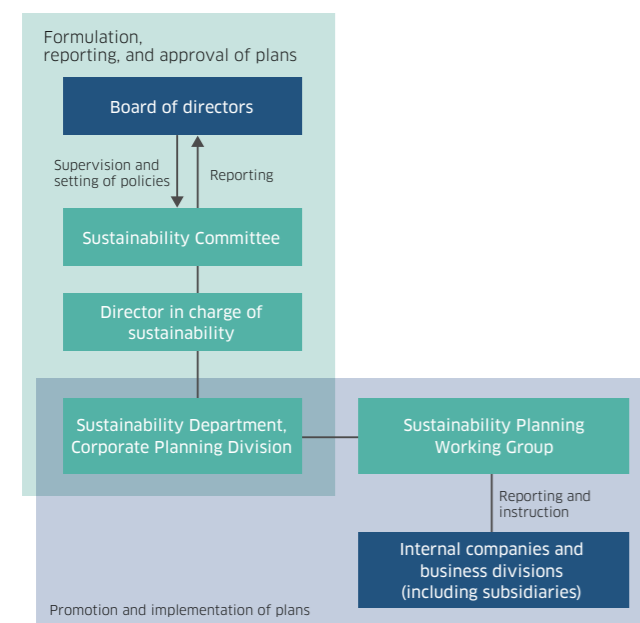 Formulation,
reporting, and approval of plans
Board of directors
Supervision and
setting of policies
Reporting
Sustainability Committee
Director in charge of
sustainability
Sustainability Department,
Corporate Planning Division
Sustainability Planning
Working Group
Reporting and
instruction
Internal companies and
business divisions
(including subsidiaries)
Promotion and implementation of plans